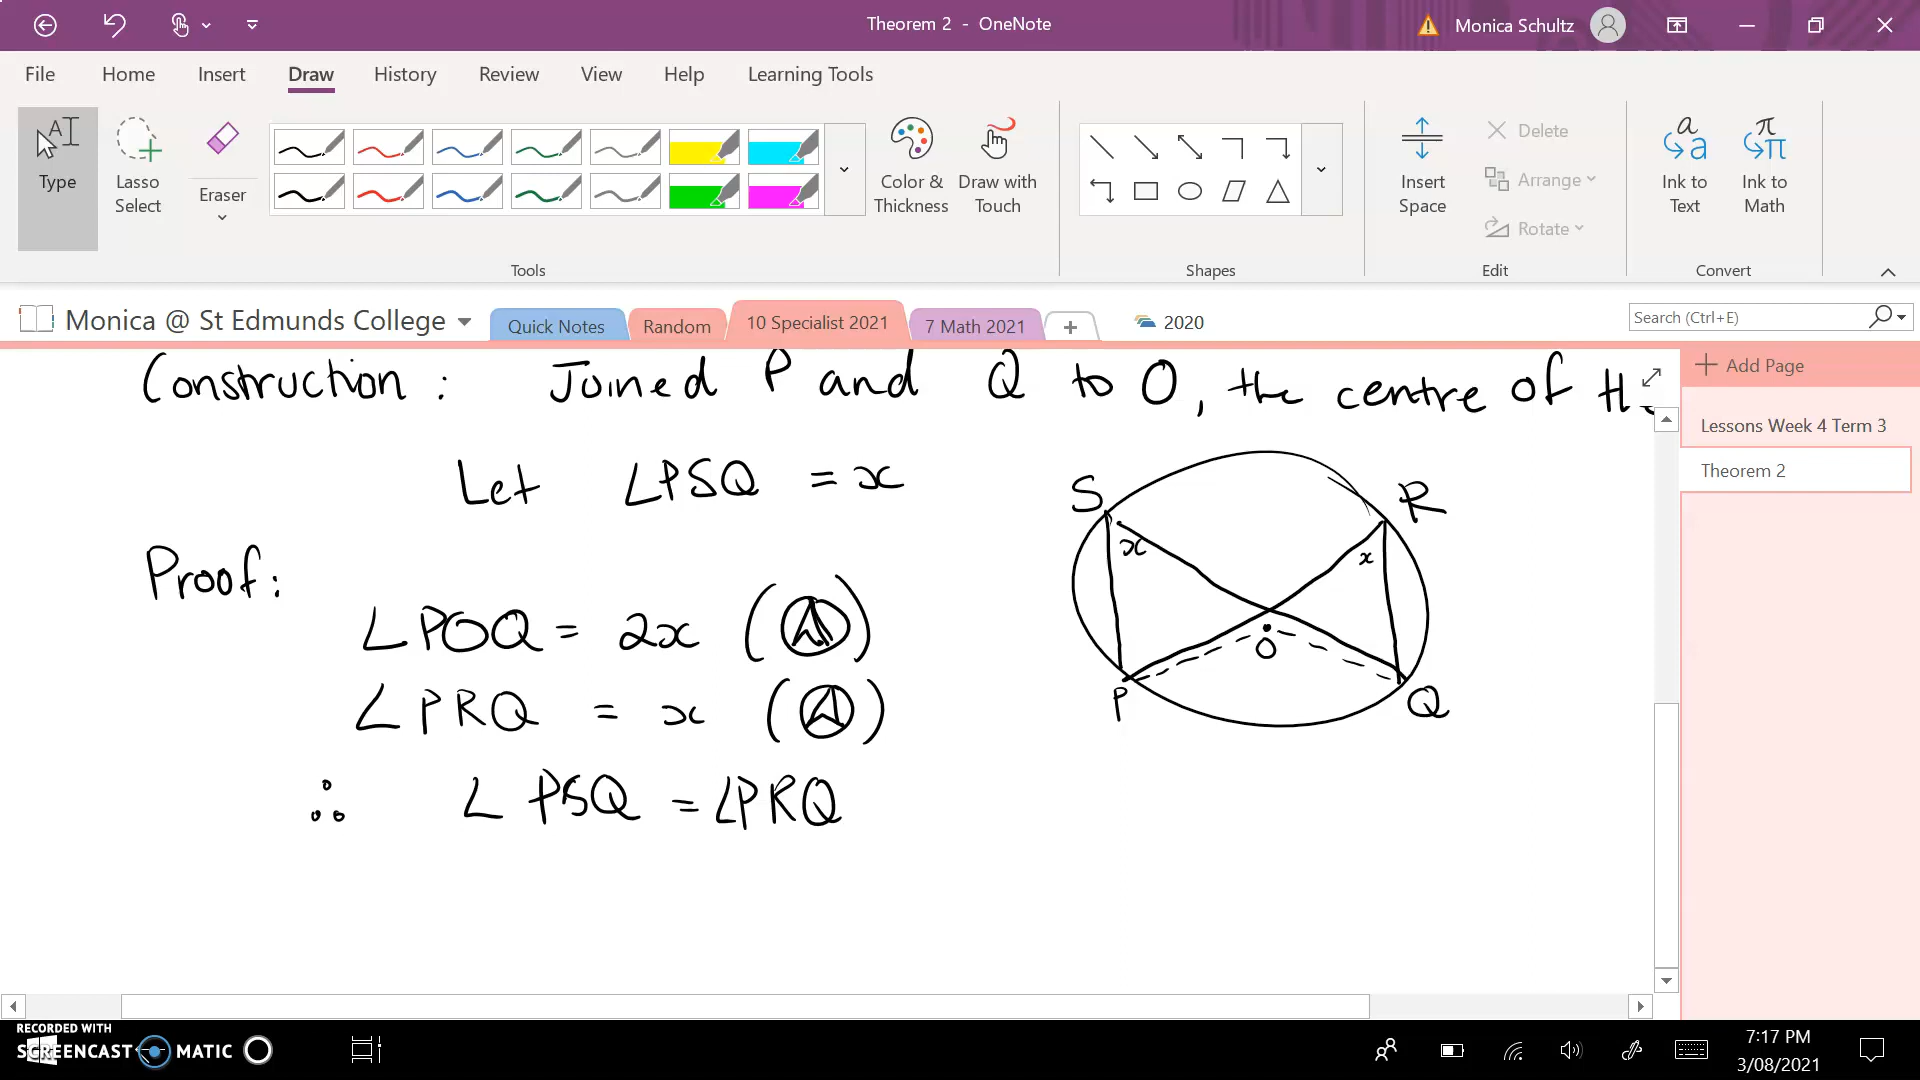 Theorem 2 - OneNote
Monica Schultz
File Home Insert Draw History Review View Help Learning Tools
Type
Lasso Select
Eraser
Color & Thickness
Draw with Touch
Insert Space
Delete
Arrange
Rotate
Ink to Text
Ink to Math
Tools
Shapes
Edit
Convert
Monica @ St Edmunds College
Quick Notes
Random
10 Specialist 2021
7 Math 2021
2020
Search (Ctrl+E)
Add Page
Lessons Week 4 Term 3
Theorem 2
Construction : Joined P and Q to O, the centre of
Let ∠PSQ = x
Proof:
∠POQ = 2x
∠PRQ = x
∴ ∠PSQ = ∠PRQ
S
R
x
x
O
P
Q
RECORDED WITH
SCREENCAST MATIC
7:17 PM
3/08/2021